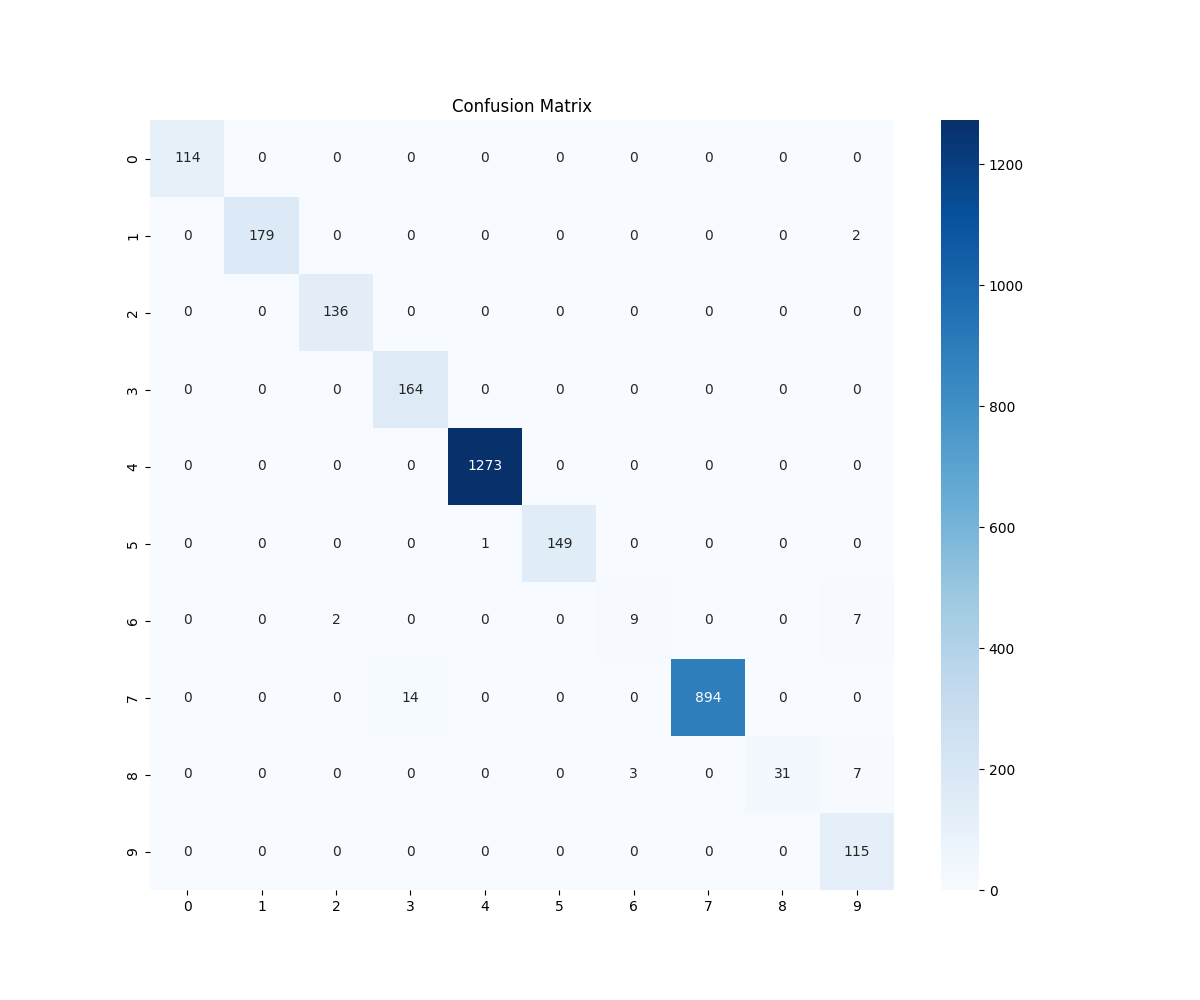 Confusion Matrix
0 114 0 0 0 0 0 0 0 0 0
1 0 179 0 0 0 0 0 0 0 2
2 0 0 136 0 0 0 0 0 0 0
3 0 0 0 164 0 0 0 0 0 0
4 0 0 0 0 1273 0 0 0 0 0
5 0 0 0 0 1 149 0 0 0 0
6 0 0 2 0 0 0 9 0 0 7
7 0 0 0 14 0 0 0 894 0 0
8 0 0 0 0 0 0 3 0 31 7
9 0 0 0 0 0 0 0 0 0 115
0 1 2 3 4 5 6 7 8 9
1200
1000
800
600
400
200
0